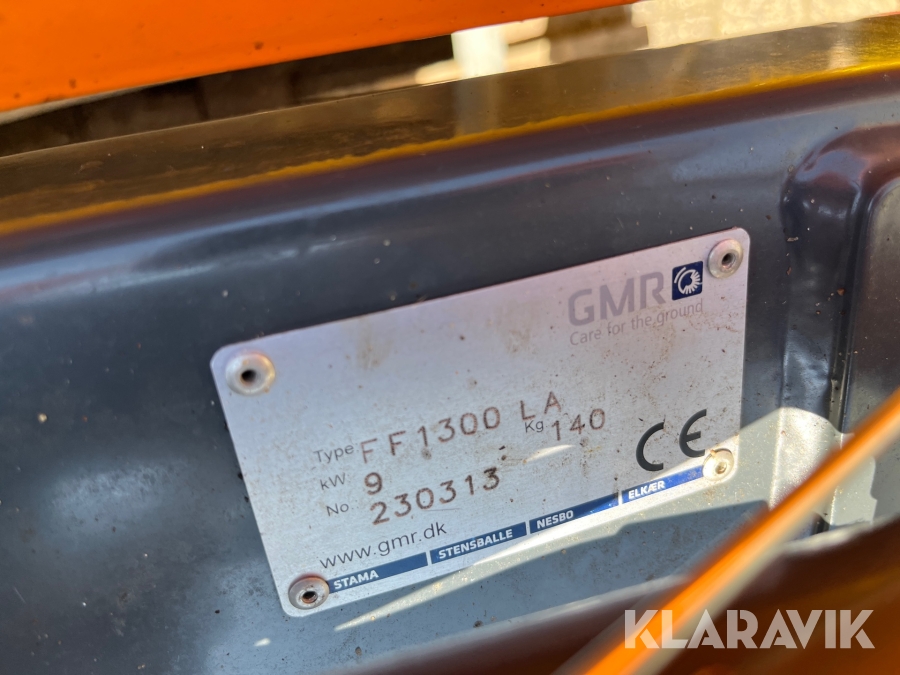 GMR
Care for the ground
Type FF1300 LA
kW 9 Kg 140
No. 230313
www.gmr.dk
STAMA STENSBALLE NESBO ELKÆR
CE
KLARAVIK